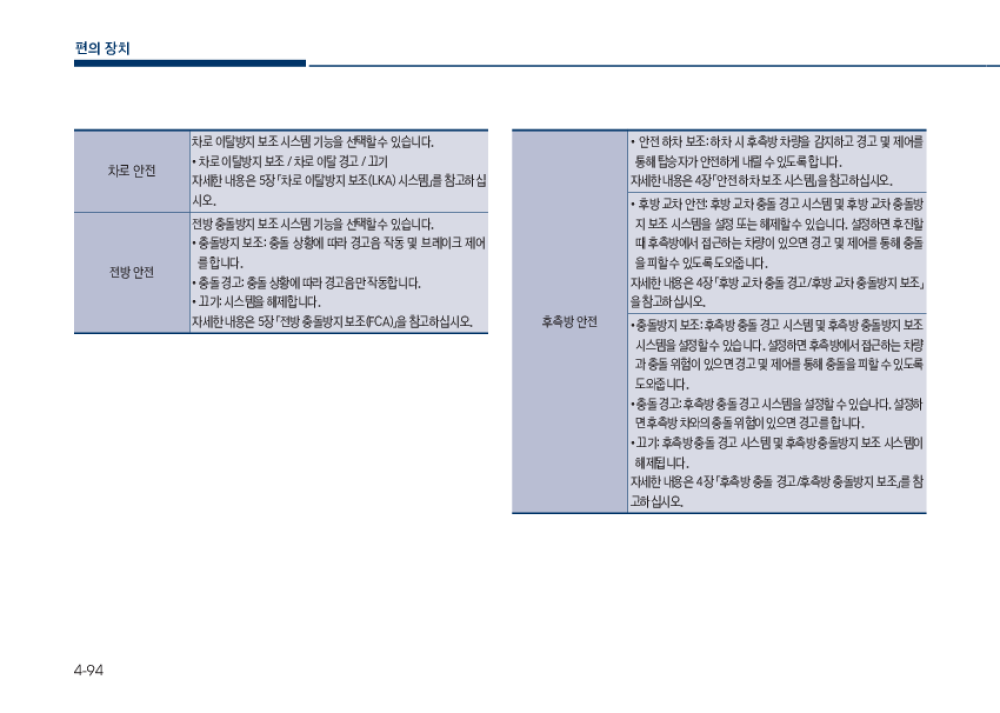 편의 장치
차로 안전
차로 이탈방지 보조 시스템 기능을 선택할 수 있습니다.
• 차로 이탈방지 보조 / 차로 이탈 경고 / 끄기
자세한 내용은 5장 「차로 이탈방지 보조(LKA) 시스템」를 참고하십
시오.
전방 안전
전방 충돌방지 보조 시스템 기능을 선택할 수 있습니다.
• 충돌방지 보조: 충돌 상황에 따라 경고음 작동 및 브레이크 제어
를 합니다.
• 충돌 경고: 충돌 상황에 따라 경고음만 작동합니다.
• 끄기: 시스템을 해제합니다.
자세한 내용은 5장 「전방 충돌방지 보조(FCA)」을 참고하십시오.
후측방 안전
• 안전 하차 보조: 하차 시 후측방 차량을 감지하고 경고 및 제어를
통해 탑승자가 안전하게 내릴 수 있도록 합니다.
자세한 내용은 4장 「안전 하차 보조 시스템」을 참고하십시오.
• 후방 교차 안전: 후방 교차 충돌 경고 시스템 및 후방 교차 충돌방
지 보조 시스템을 설정 또는 해제할 수 있습니다. 설정하면 후진할
때 후측방에서 접근하는 차량이 있으면 경고 및 제어를 통해 충돌
을 피할 수 있도록 도와줍니다.
자세한 내용은 4장 「후방 교차 충돌 경고/후방 교차 충돌방지 보조」
을 참고하십시오.
• 충돌방지 보조: 후측방 충돌 경고 시스템 및 후측방 충돌방지 보조
시스템을 설정할 수 있습니다. 설정하면 후측방에서 접근하는 차량
과 충돌 위험이 있으면 경고 및 제어를 통해 충돌을 피할 수 있도록
도와줍니다.
• 충돌 경고: 후측방 충돌 경고 시스템을 설정할 수 있습니다. 설정하
면 후측방 차와의 충돌 위험이 있으면 경고를 합니다.
• 끄기: 후측방 충돌 경고 시스템 및 후측방 충돌방지 보조 시스템이
해제됩니다.
자세한 내용은 4장 「후측방 충돌 경고/후측방 충돌방지 보조」를 참
고하십시오.
4-94